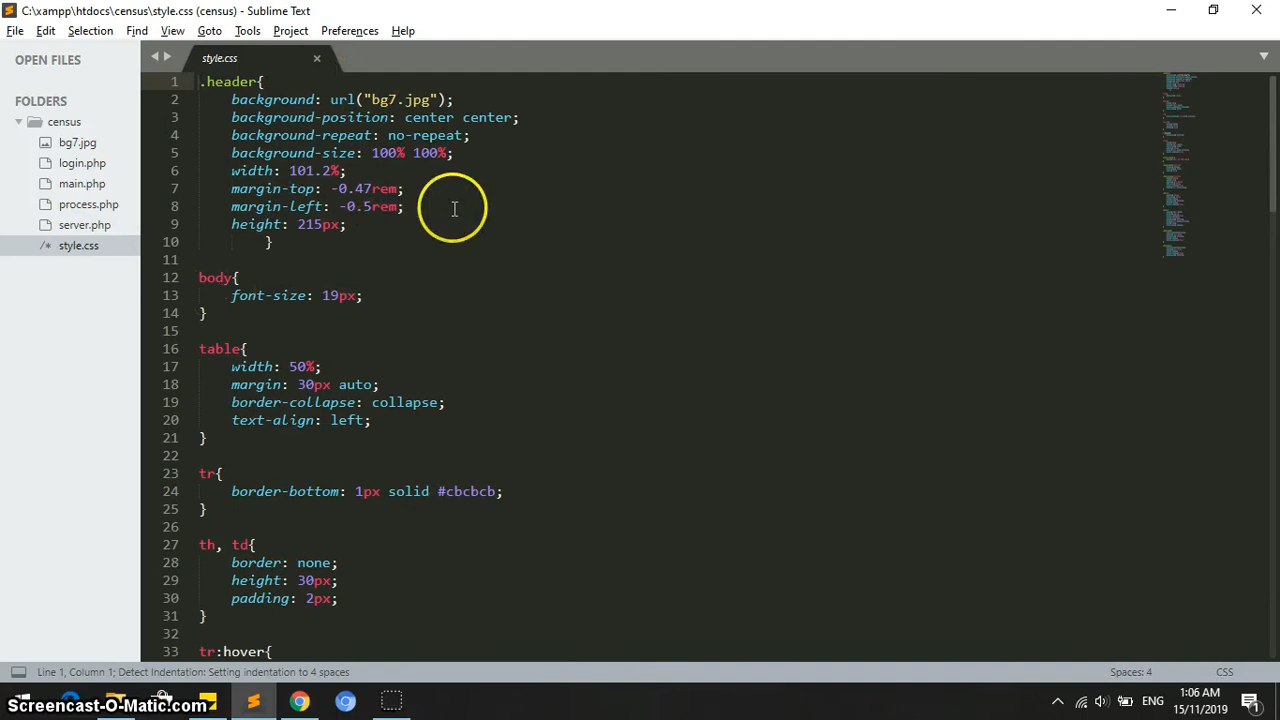 C:\xampp\htdocs\census\style.css (census) - Sublime Text
File Edit Selection Find View Goto Tools Project Preferences Help
OPEN FILES
FOLDERS
census
bg7.jpg
login.php
main.php
process.php
server.php
/* style.css
style.css ×
1 .header{
2 background: url("bg7.jpg");
3 background-position: center center;
4 background-repeat: no-repeat;
5 background-size: 100% 100%;
6 width: 101.2%;
7 margin-top: -0.47rem;
8 margin-left: -0.5rem;
9 height: 215px;
10 }
11
12 body{
13 font-size: 19px;
14 }
15
16 table{
17 width: 50%;
18 margin: 30px auto;
19 border-collapse: collapse;
20 text-align: left;
21 }
22
23 tr{
24 border-bottom: 1px solid #cbcbcb;
25 }
26
27 th, td{
28 border: none;
29 height: 30px;
30 padding: 2px;
31 }
32
33 tr:hover{
Line 1, Column 1; Detect Indentation: Setting indentation to 4 spaces Spaces: 4 CSS
Screencast-O-Matic.com
ENG
1:06 AM
15/11/2019
1